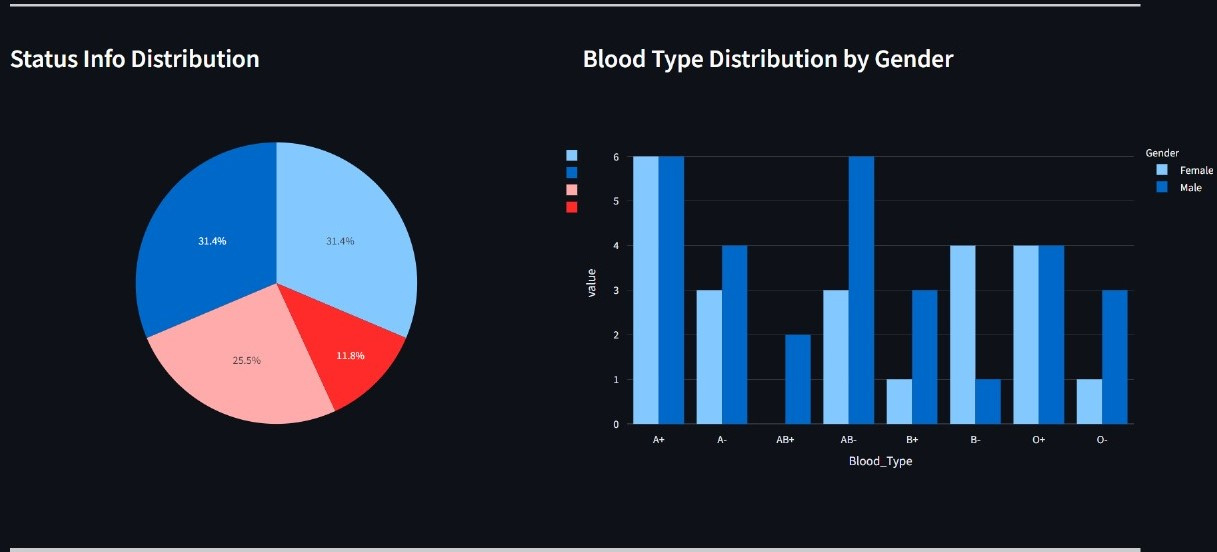 Status Info Distribution
31.4%
31.4%
25.5%
11.8%
Blood Type Distribution by Gender
Gender
Female
Male
6
5
4
3
2
1
0
value
A+
A-
AB+
AB-
B+
B-
O+
O-
Blood_Type